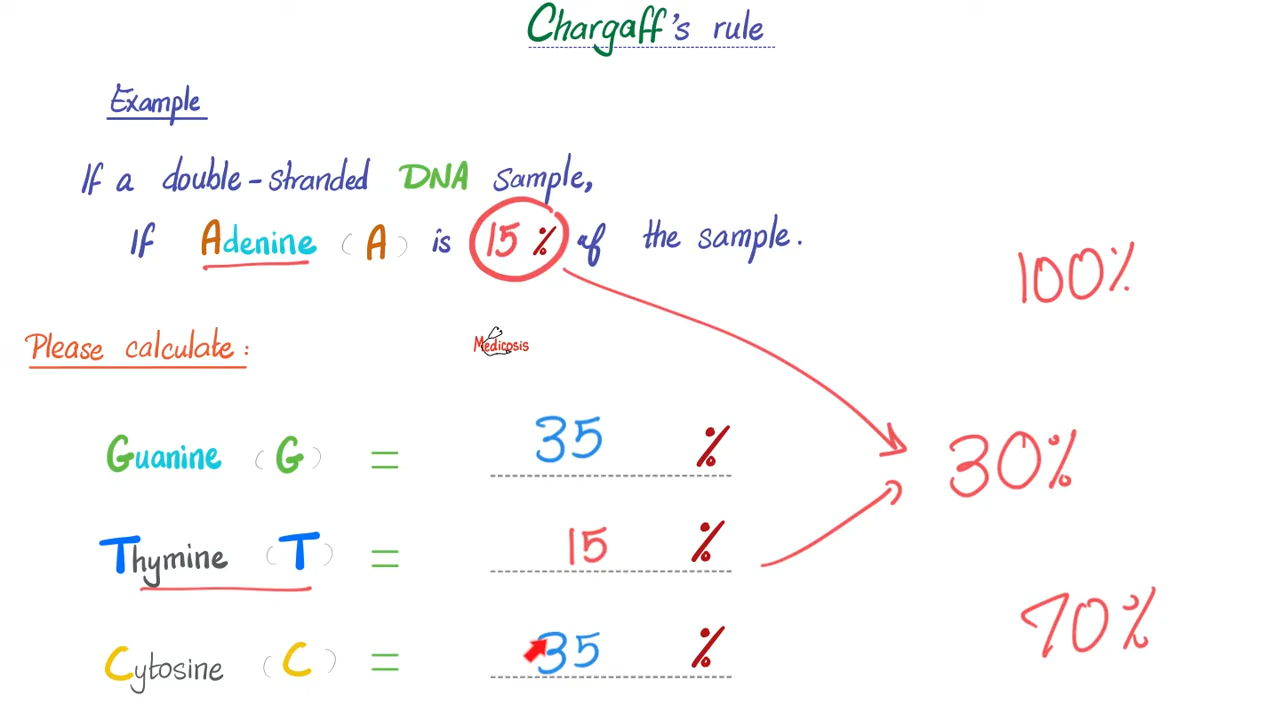 Chargaff's rule
Example
If a double-stranded DNA sample,
If Adenine (A) is 15% of the sample.
100%
Please calculate:
Medicosis
Guanine (G) = 35 %
30%
Thymine (T) = 15 %
70%
Cytosine (C) = 35 %